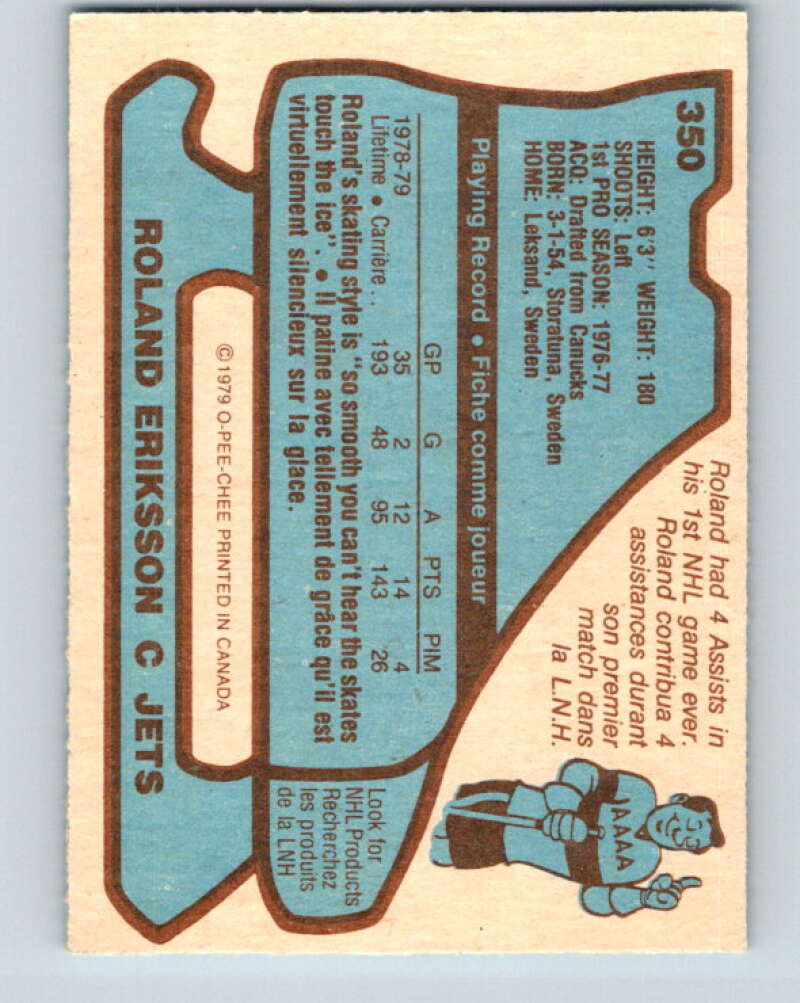 350
HEIGHT: 6'3" WEIGHT: 180
SHOOTS: Left
1st PRO SEASON: 1976-77
ACQ: Drafted from Canucks
BORN: 3-1-54, Storatuna, Sweden
HOME: Leksand, Sweden
Roland had 4 Assists in
his 1st NHL game ever.
Roland contribua 4
assistances durant
son premier
match dans
la L.N.H.
JAAAA
Playing Record • Fiche comme joueur
GP G A PTS PIM
1978-79 35 2 12 14 4
Lifetime • Carrière .. 193 48 95 143 26
Roland's skating style is "so smooth you can't hear the skates
touch the ice". • Il patine avec tellement de grâce qu'il est
virtuellement silencieux sur la glace.
Look for
NHL Products
Recherchez
les produits
de la LNH
©1979 O-PEE-CHEE PRINTED IN CANADA
ROLAND ERIKSSON C JETS